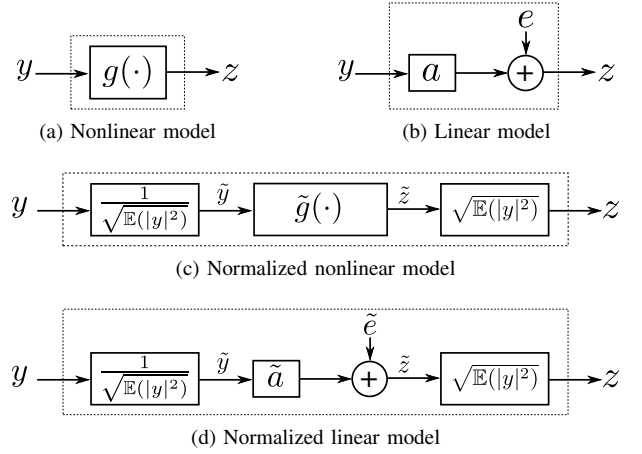 y g(·) z
(a) Nonlinear model
e
y a + z
(b) Linear model
y 1/√𝔼(|y|²) ỹ g̃(·) z̃ √𝔼(|y|²) z
(c) Normalized nonlinear model
ẽ
y 1/√𝔼(|y|²) ỹ ã + z̃ √𝔼(|y|²) z
(d) Normalized linear model